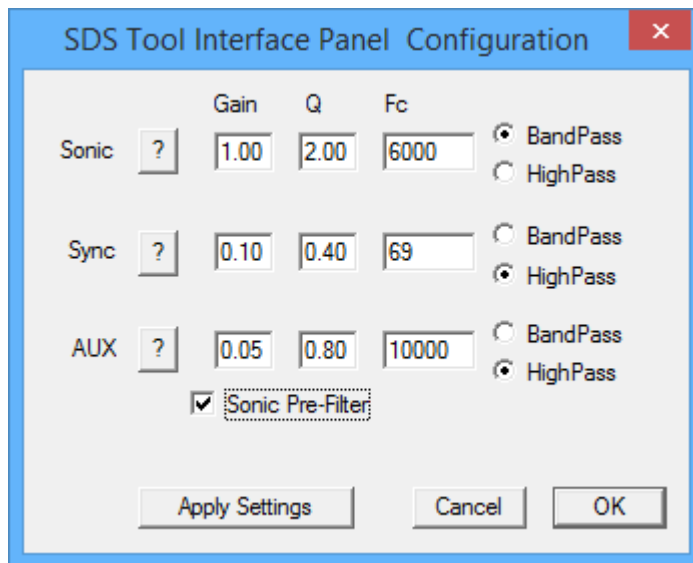 SDS Tool Interface Panel Configuration
Gain Q Fc
Sonic ? 1.00 2.00 6000 BandPass
HighPass
Sync ? 0.10 0.40 69 BandPass
HighPass
AUX ? 0.05 0.80 10000 BandPass
HighPass
Sonic Pre-Filter
Apply Settings Cancel OK